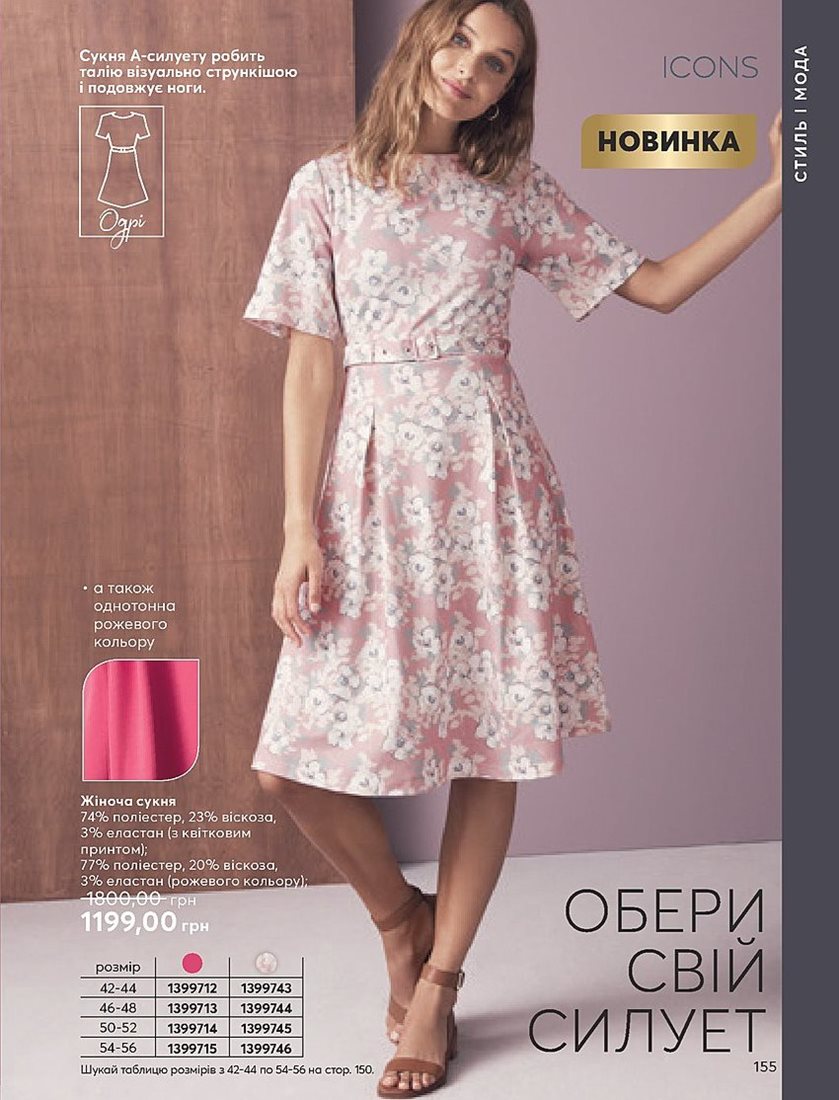 Сукня А-силуету робить
талію візуально стрункішою
і подовжує ноги.
Одрі
ICONS
НОВИНКА
СТИЛЬ І МОДА
• а також
однотонна
рожевого
кольору
Жіноча сукня
74% поліестер, 23% віскоза,
3% еластан (з квітковим
принтом);
77% поліестер, 20% віскоза,
3% еластан (рожевого кольору);
1800,00 грн
1199,00 грн
розмір
42-44 1399712 1399743
46-48 1399713 1399744
50-52 1399714 1399745
54-56 1399715 1399746
Шукай таблицю розмірів з 42-44 по 54-56 на стор. 150.
ОБЕРИ
СВІЙ
СИЛУЕТ
155